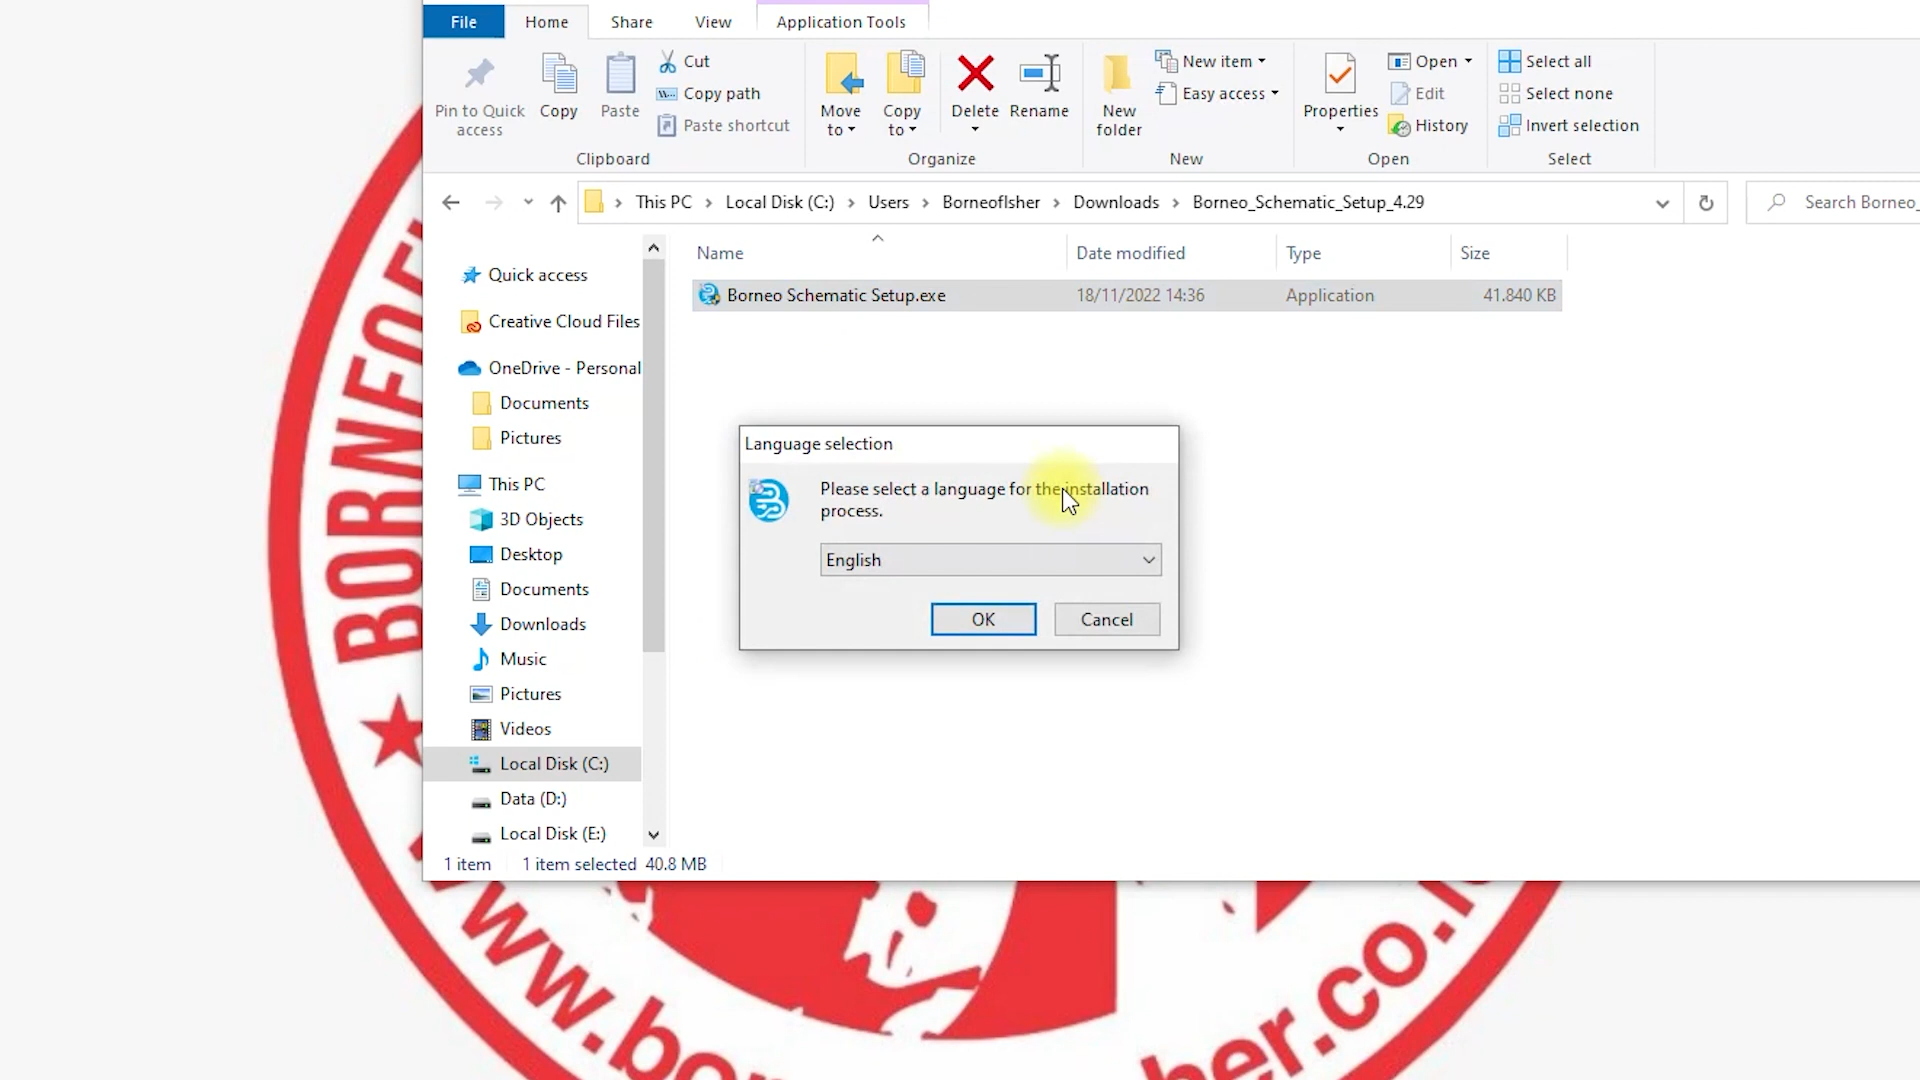 File Home Share View Application Tools
Pin to Quick
access
Copy
Paste
Cut
Copy path
Paste shortcut
Clipboard
Move
to
Copy
to
Delete
Rename
Organize
New
folder
New item
Easy access
New
Properties
Open
Edit
History
Open
Select all
Select none
Invert selection
Select
This PC > Local Disk (C:) > Users > Borneoflsher > Downloads > Borneo_Schematic_Setup_4.29
Search Borneo_
Name Date modified Type Size
Borneo Schematic Setup.exe 18/11/2022 14:36 Application 41.840 KB
Quick access
Creative Cloud Files
OneDrive - Personal
Documents
Pictures
This PC
3D Objects
Desktop
Documents
Downloads
Music
Pictures
Videos
Local Disk (C:)
Data (D:)
Local Disk (E:)
1 item 1 item selected 40.8 MB
Language selection
Please select a language for the installation
process.
English
OK Cancel